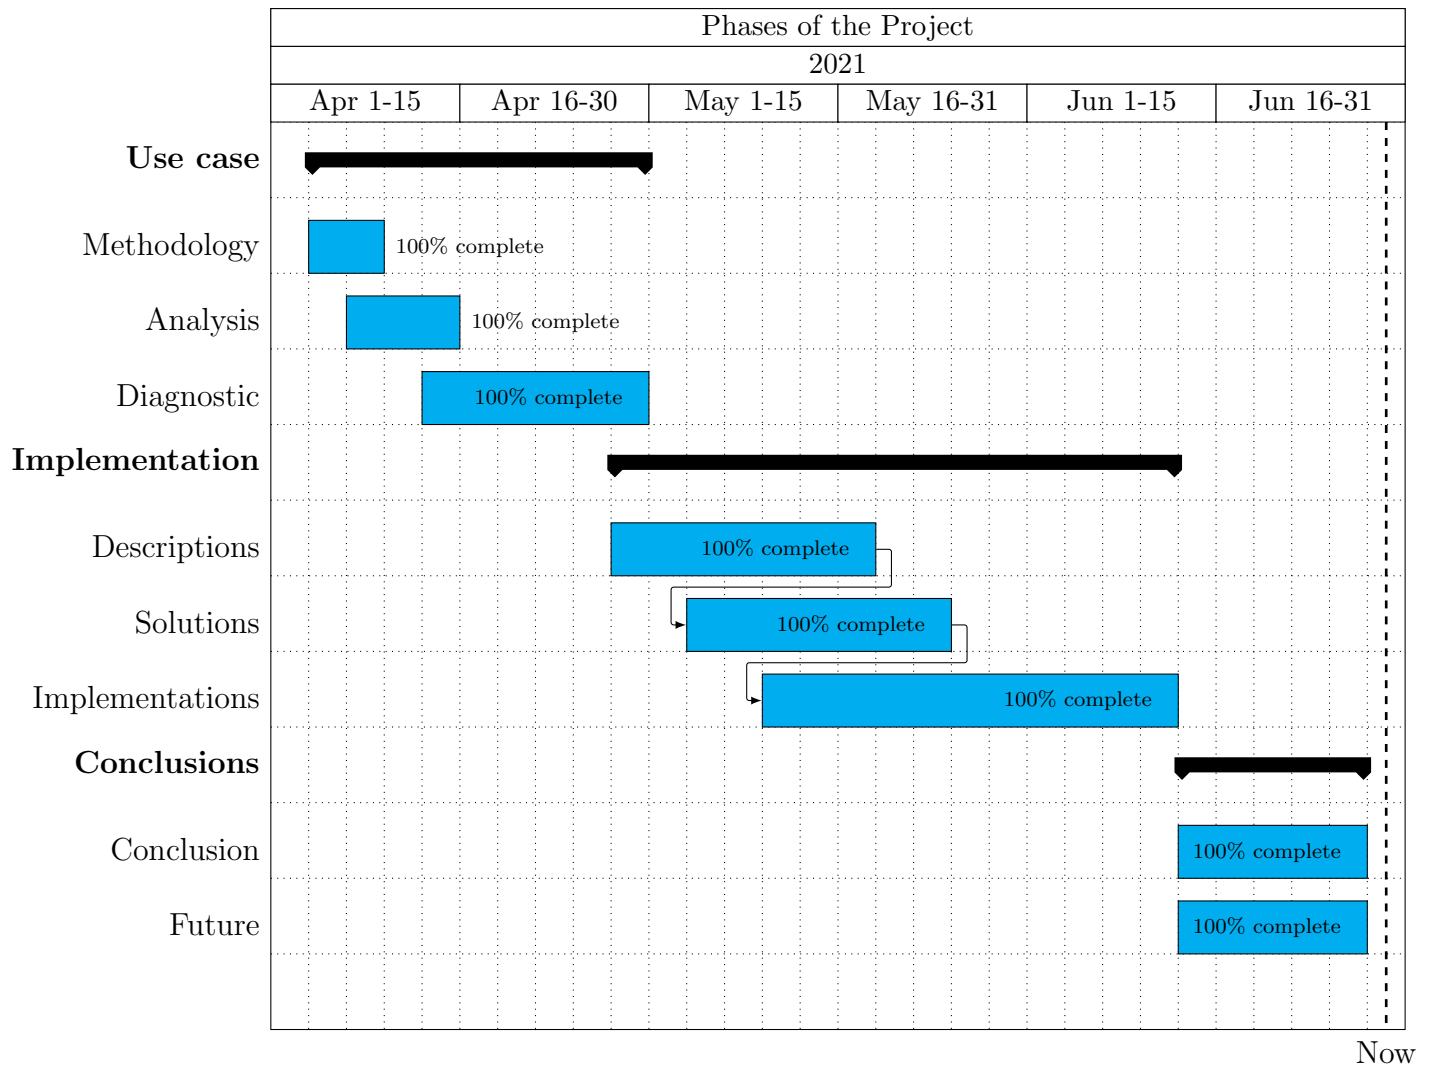 Phases of the Project
2021
Apr 1-15 Apr 16-30 May 1-15 May 16-31 Jun 1-15 Jun 16-31
Use case
Methodology 100% complete
Analysis 100% complete
Diagnostic 100% complete
Implementation
Descriptions 100% complete
Solutions 100% complete
Implementations 100% complete
Conclusions
Conclusion 100% complete
Future 100% complete
Now